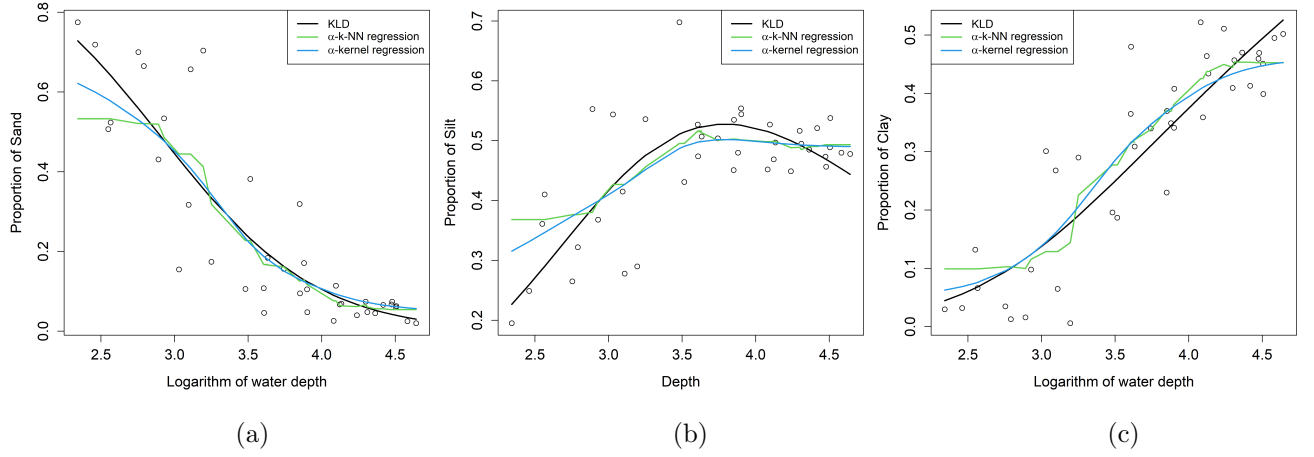 KLD
α-k-NN regression
α-kernel regression
Proportion of Sand
0.0
0.2
0.4
0.6
0.8
2.5 3.0 3.5 4.0 4.5
Logarithm of water depth
(a)
KLD
α-k-NN regression
α-kernel regression
Proportion of Silt
0.2
0.3
0.4
0.5
0.6
0.7
2.5 3.0 3.5 4.0 4.5
Depth
(b)
KLD
α-k-NN regression
α-kernel regression
Proportion of Clay
0.0
0.1
0.2
0.3
0.4
0.5
2.5 3.0 3.5 4.0 4.5
Logarithm of water depth
(c)